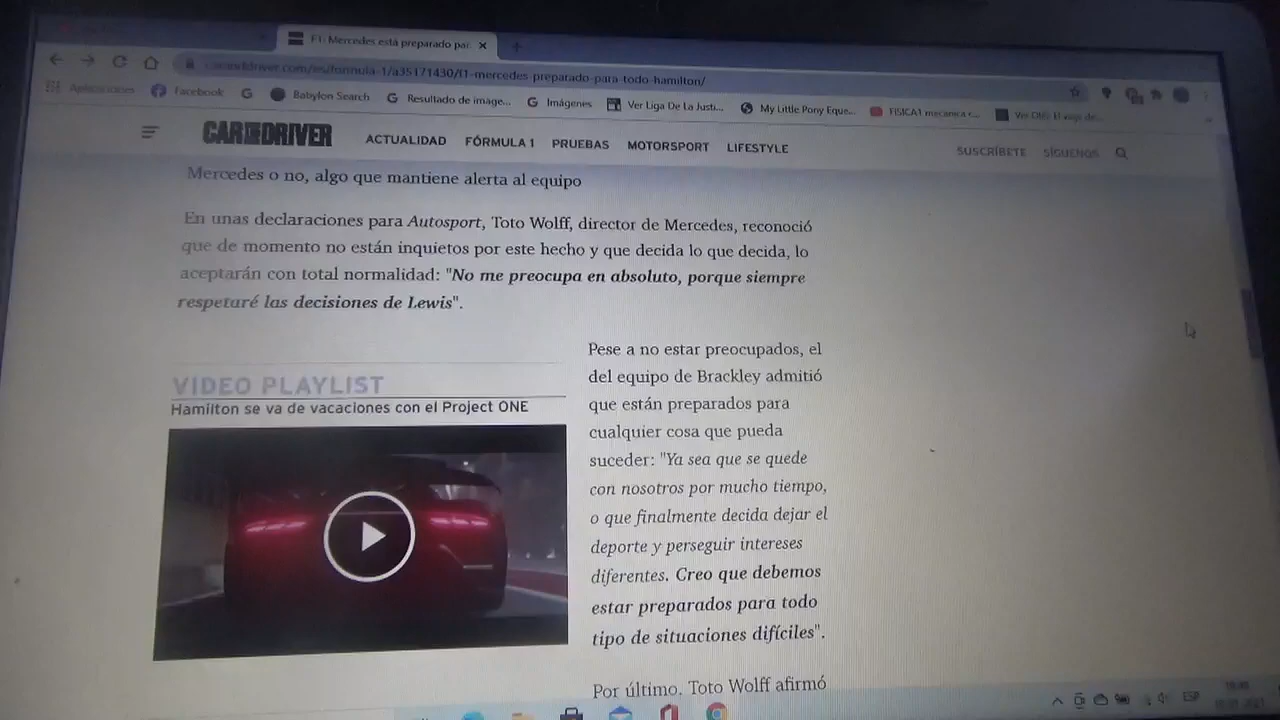 F1: Mercedes está preparado par
caranddriver.com/es/formula-1/a35171430/f1-mercedes-preparado-para-todo-hamilton/
Aplicaciones Facebook Babylon Search Resultado de image... Imágenes Ver Liga De La Justi... My Little Pony Eque... FISICA1 mecanica
CAR AND DRIVER ACTUALIDAD FÓRMULA 1 PRUEBAS MOTORSPORT LIFESTYLE SUSCRÍBETE SÍGUENOS
Mercedes o no, algo que mantiene alerta al equipo
En unas declaraciones para Autosport, Toto Wolff, director de Mercedes, reconoció
que de momento no están inquietos por este hecho y que decida lo que decida, lo
aceptarán con total normalidad: "No me preocupa en absoluto, porque siempre
respetaré las decisiones de Lewis".
VIDEO PLAYLIST
Hamilton se va de vacaciones con el Project ONE
Pese a no estar preocupados, el
del equipo de Brackley admitió
que están preparados para
cualquier cosa que pueda
suceder: "Ya sea que se quede
con nosotros por mucho tiempo,
o que finalmente decida dejar el
deporte y perseguir intereses
diferentes. Creo que debemos
estar preparados para todo
tipo de situaciones difíciles".
Por último, Toto Wolff afirmó
ESP